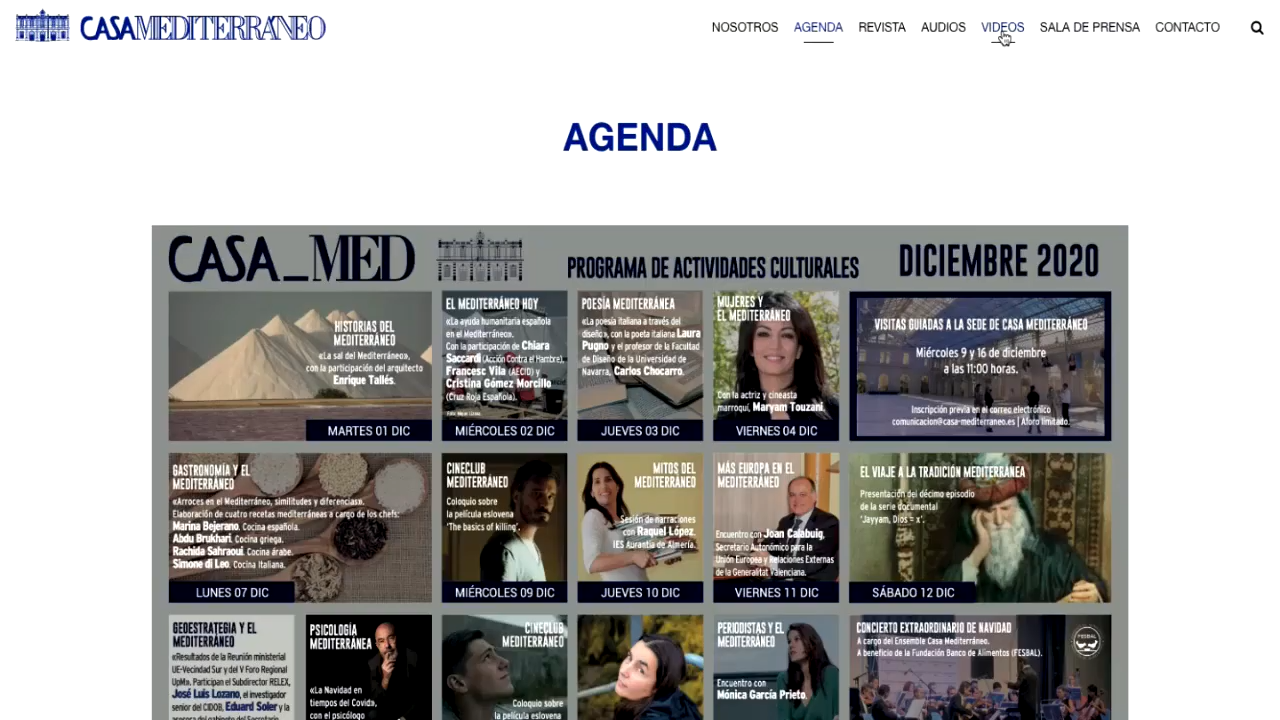 CASAMEDITERRÁNEO
NOSOTROS
AGENDA
REVISTA
AUDIOS
VIDEOS
SALA DE PRENSA
CONTACTO
AGENDA
CASA_MED
PROGRAMA DE ACTIVIDADES CULTURALES
DICIEMBRE 2020
HISTORIAS DEL
MEDITERRÁNEO
«La sal del Mediterráneo»,
con la participación del arquitecto
Enrique Tallés.
MARTES 01 DIC
EL MEDITERRÁNEO HOY
«La ayuda humanitaria española
en el Mediterráneo».
Con la participación de Chiara
Saccardi (Acción Contra el Hambre),
Francesc Vila (AECID) y
Cristina Gómez Morcillo
(Cruz Roja Española).
MIÉRCOLES 02 DIC
POESÍA MEDITERRÁNEA
«La poesía italiana a través del
diseño», con la poeta italiana Laura
Pugno y el profesor de la Facultad
de Diseño de la Universidad de
Navarra, Carlos Chocarro.
JUEVES 03 DIC
MUJERES Y
EL MEDITERRÁNEO
Con la actriz y cineasta
marroquí, Maryam Touzani.
VIERNES 04 DIC
VISITAS GUIADAS A LA SEDE DE CASA MEDITERRÁNEO
Miércoles 9 y 16 de diciembre
a las 11:00 horas.
Inscripción previa en el correo electrónico
comunicacion@casa-mediterraneo.es | Aforo limitado.
GASTRONOMÍA Y EL
MEDITERRÁNEO
«Arroces en el Mediterráneo, similitudes y diferencias».
Elaboración de cuatro recetas mediterráneas a cargo de los chefs:
Marina Bejerano. Cocina española.
Abdu Brukhari. Cocina griega.
Rachida Sahraoui. Cocina árabe.
Simone di Leo. Cocina italiana.
LUNES 07 DIC
CINECLUB
MEDITERRÁNEO
Coloquio sobre
la película eslovena
'The basics of killing'.
MIÉRCOLES 09 DIC
MITOS DEL
MEDITERRÁNEO
Sesión de narraciones
con Raquel López.
IES Aurantia de Almería.
JUEVES 10 DIC
MÁS EUROPA EN EL
MEDITERRÁNEO
Encuentro con Joan Calabuig,
Secretario Autonómico para la
Unión Europea y Relaciones Externas
de la Generalitat Valenciana.
VIERNES 11 DIC
EL VIAJE A LA TRADICIÓN MEDITERRÁNEA
Presentación del décimo episodio
de la serie documental
'Jayyam, Dios = x'.
SÁBADO 12 DIC
GEOESTRATEGIA Y EL
MEDITERRÁNEO
«Resultados de la Reunión ministerial
UE-Vecindad Sur y del V Foro Regional
UpM». Participan el Subdirector RELEX,
José Luis Lozano, el investigador
senior del CIDOB, Eduard Soler y la
asesora del gabinete del Secretario
PSICOLOGÍA
MEDITERRÁNEA
«La Navidad en
tiempos del Covid»,
con el psicólogo
CINECLUB
MEDITERRÁNEO
Coloquio sobre
la película eslovena
PERIODISTAS Y EL
MEDITERRÁNEO
Encuentro con
Mónica García Prieto.
CONCIERTO EXTRAORDINARIO DE NAVIDAD
A cargo del Ensemble Casa Mediterráneo.
A beneficio de la Fundación Banco de Alimentos (FESBAL).
FESBAL